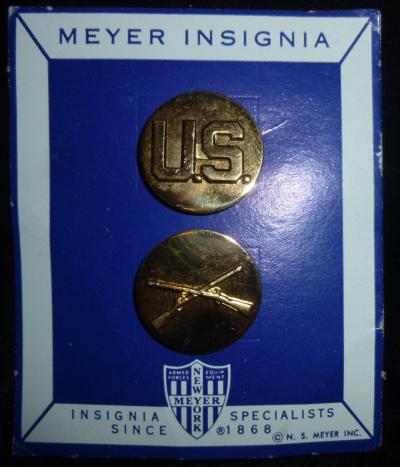 MEYER INSIGNIA
U.S.
ARMED FORCES EQUIPMENT
NEW YORK
MEYER
INSIGNIA SPECIALISTS
SINCE ®1868 © N. S. MEYER INC.